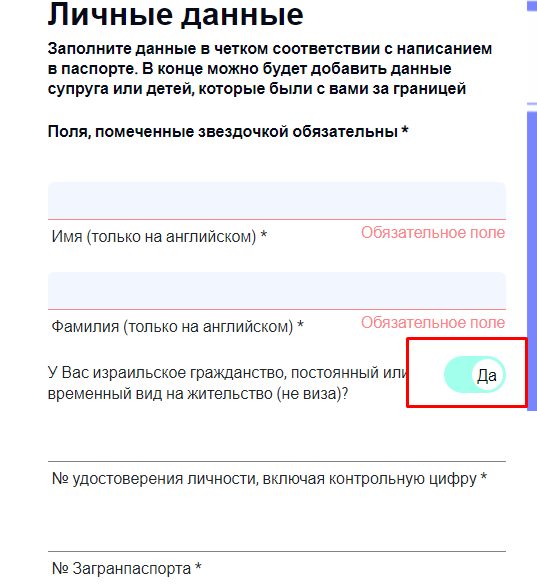 Личные данные
Заполните данные в четком соответствии с написанием
в паспорте. В конце можно будет добавить данные
супруга или детей, которые были с вами за границей
Поля, помеченные звездочкой обязательны *
Имя (только на английском) *
Обязательное поле
Фамилия (только на английском) *
Обязательное поле
У Вас израильское гражданство, постоянный или
временный вид на жительство (не виза)?
Да
№ удостоверения личности, включая контрольную цифру *
№ Загранпаспорта *